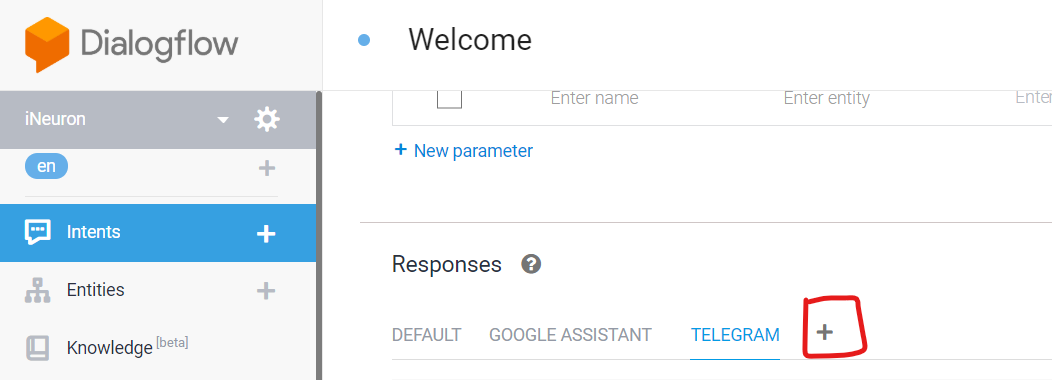 Dialogflow
Welcome
iNeuron
en
Intents
Entities
Knowledge [beta]
Enter name Enter entity Enter
+ New parameter
Responses ?
DEFAULT GOOGLE ASSISTANT TELEGRAM +